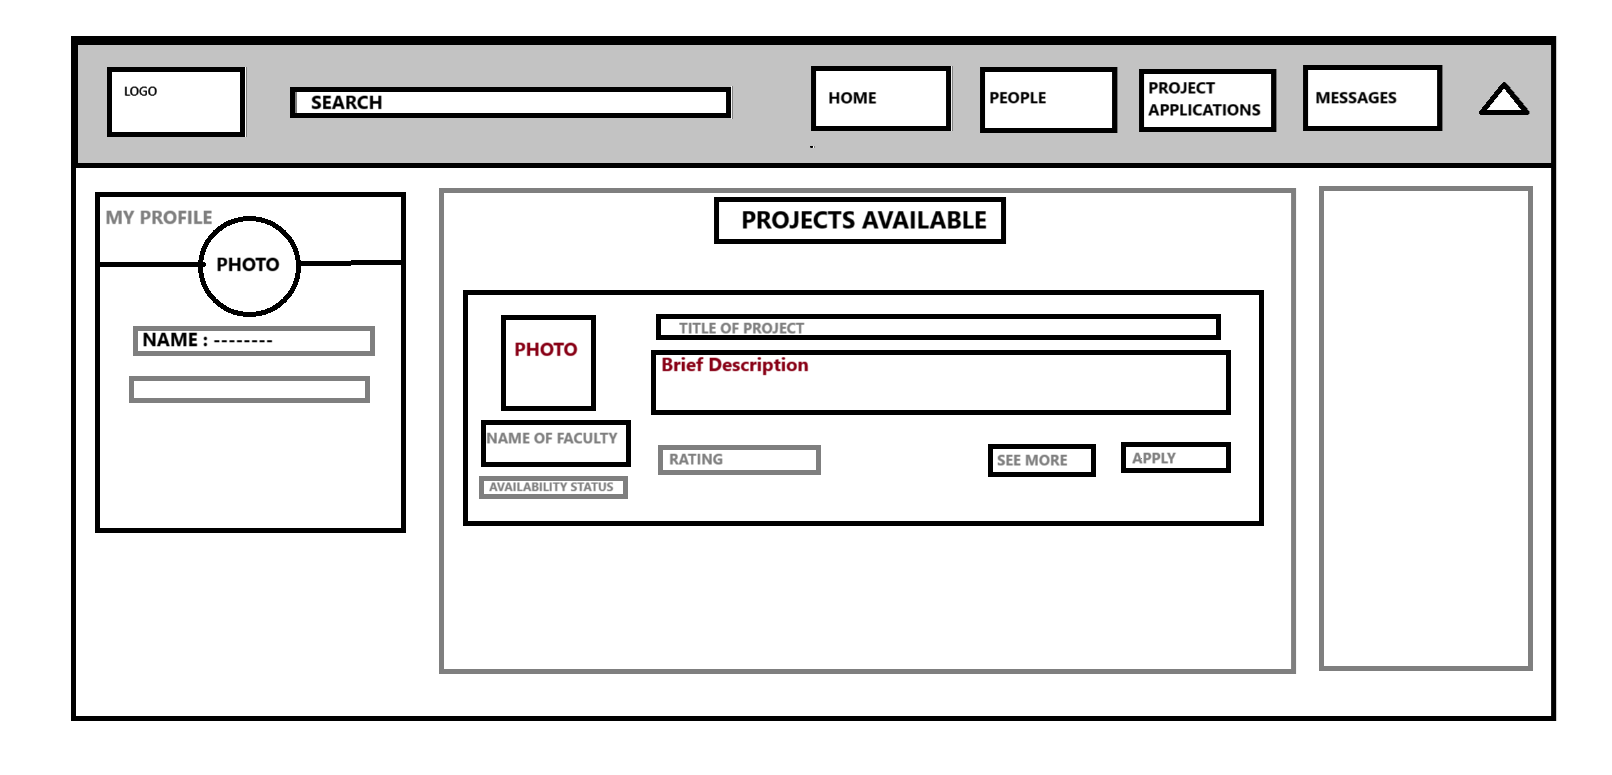 LOGO
SEARCH
HOME
PEOPLE
PROJECT
APPLICATIONS
MESSAGES
MY PROFILE
PHOTO
NAME : --------
PROJECTS AVAILABLE
PHOTO
TITLE OF PROJECT
Brief Description
NAME OF FACULTY
AVAILABILITY STATUS
RATING
SEE MORE
APPLY